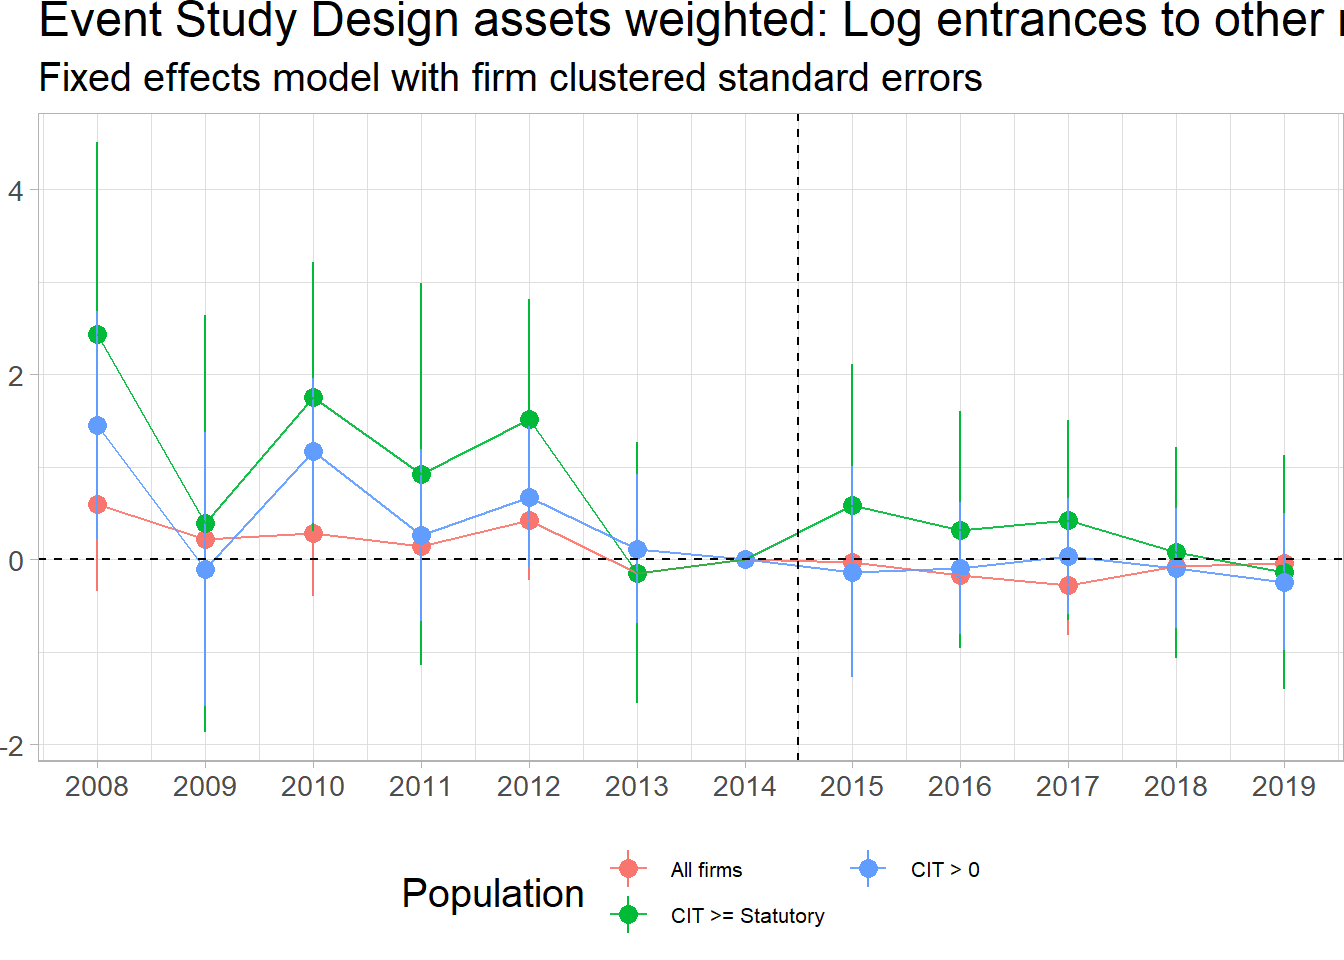 Event Study Design assets weighted: Log entrances to other
Fixed effects model with firm clustered standard errors
4
2
0
-2
2008 2009 2010 2011 2012 2013 2014 2015 2016 2017 2018 2019
Population
All firms
CIT > 0
CIT >= Statutory